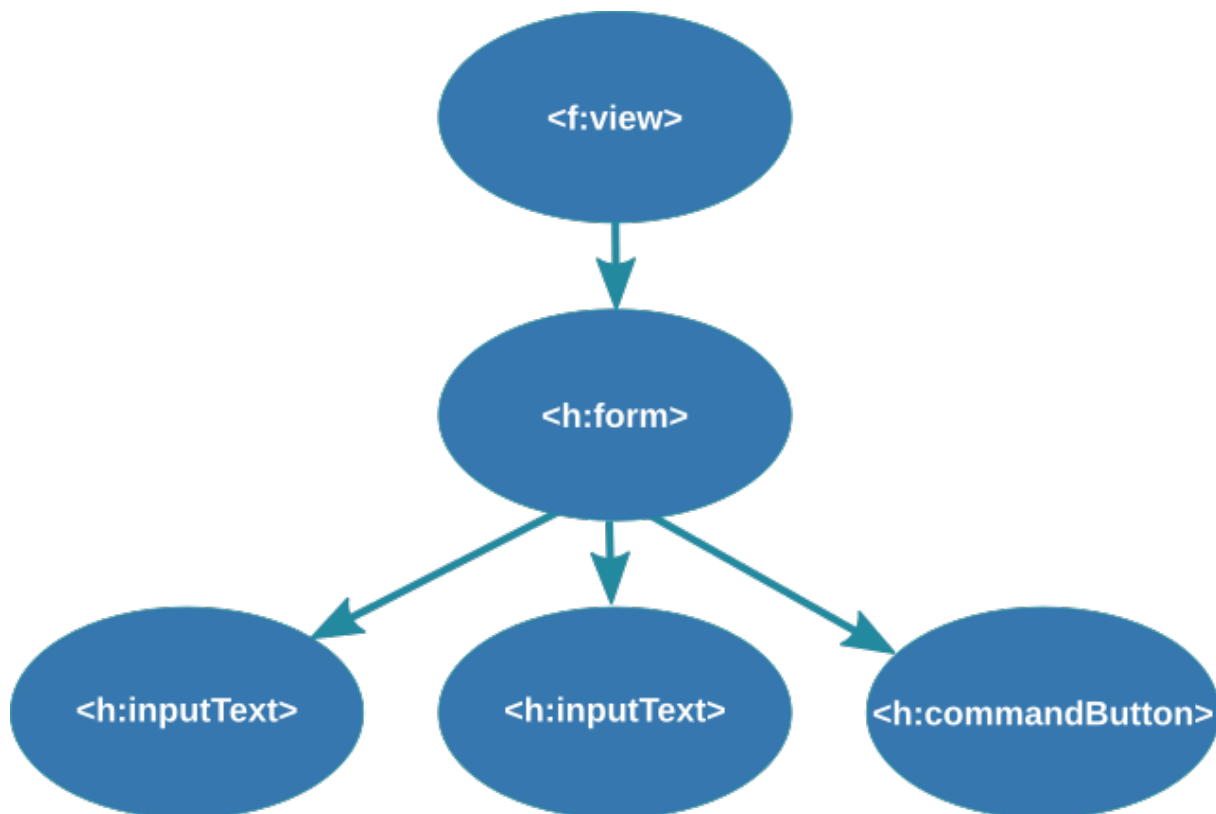 <f:view>
<h:form>
<h:inputText>
<h:inputText>
<h:commandButton>